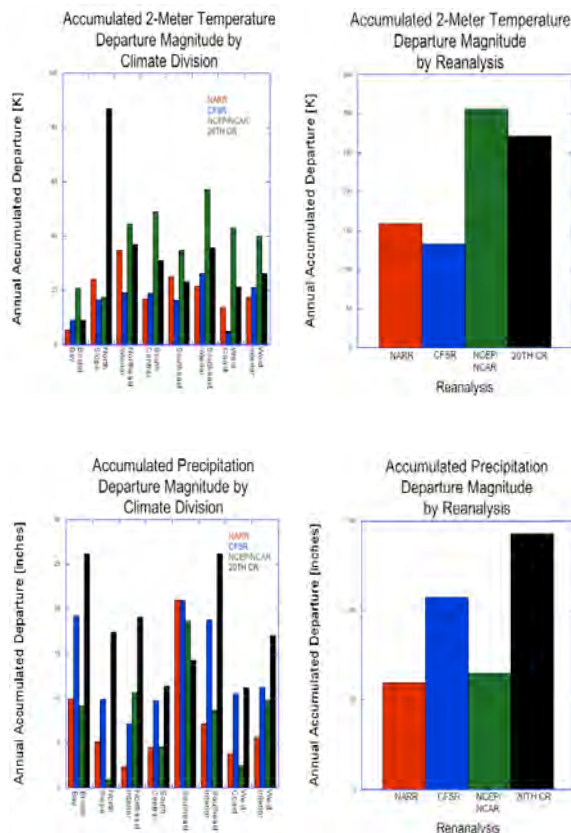 Accumulated 2-Meter Temperature
Departure Magnitude by
Climate Division
Annual Accumulated Departure [K]
NARR
CFSR
NCEP/NCAR
20TH CR
Bristol
Bay
North
Slope
Northeast
Interior
South
Central
Southeast
Southeast
Interior
West
Coast
West
Interior
Accumulated 2-Meter Temperature
Departure Magnitude
by Reanalysis
Annual Accumulated Departure [K]
NARR
CFSR
NCEP/
NCAR
20TH CR
Reanalysis
Accumulated Precipitation
Departure Magnitude by
Climate Division
Annual Accumulated Departure [inches]
NARR
CFSR
NCEP/NCAR
20TH CR
Bristol
Bay
North
Slope
Northeast
Interior
South
Central
Southeast
Southeast
Interior
West
Coast
West
Interior
Accumulated Precipitation
Departure Magnitude
by Reanalysis
Annual Accumulated Departure [inches]
NARR
CFSR
NCEP/
NCAR
20TH CR
Reanalysis